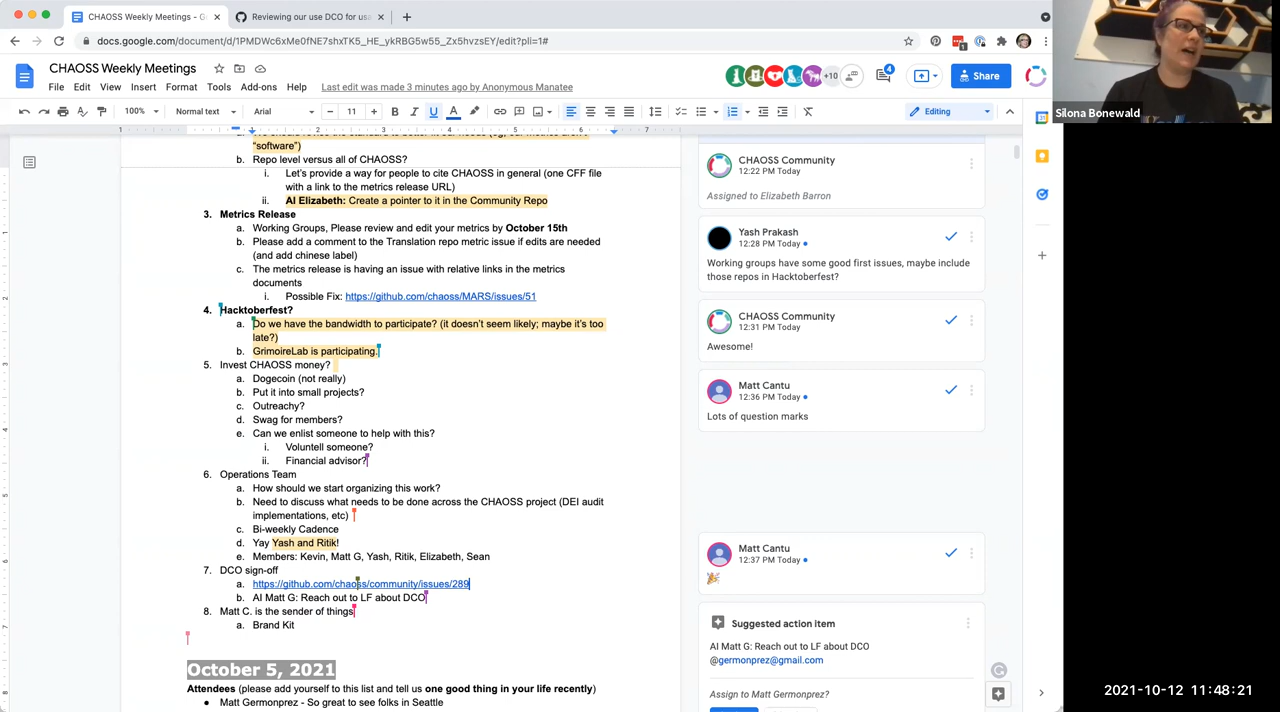 CHAOSS Weekly Meetings - G
Reviewing our use DCO for usa
docs.google.com/document/d/1PMDWc6xMe0fNE7shxTK5_HE_ykRBG5w55_Zx5hvzsEY/edit?pli=1#
CHAOSS Weekly Meetings
File Edit View Insert Format Tools Add-ons Help Last edit was made 3 minutes ago by Anonymous Manatee
+10
4
Share
100% Normal text Arial 11 B I U A Editing
"software")
b. Repo level versus all of CHAOSS?
i. Let's provide a way for people to cite CHAOSS in general (one CFF file
with a link to the metrics release URL)
ii. AI Elizabeth: Create a pointer to it in the Community Repo
3. Metrics Release
a. Working Groups, Please review and edit your metrics by October 15th
b. Please add a comment to the Translation repo metric issue if edits are needed
(and add chinese label)
c. The metrics release is having an issue with relative links in the metrics
documents
i. Possible Fix: https://github.com/chaoss/MARS/issues/51
4. Hacktoberfest?
a. Do we have the bandwidth to participate? (it doesn't seem likely; maybe it's too
late?)
b. GrimoireLab is participating.
5. Invest CHAOSS money?
a. Dogecoin (not really)
b. Put it into small projects?
c. Outreachy?
d. Swag for members?
e. Can we enlist someone to help with this?
i. Voluntell someone?
ii. Financial advisor?
6. Operations Team
a. How should we start organizing this work?
b. Need to discuss what needs to be done across the CHAOSS project (DEI audit
implementations, etc)
c. Bi-weekly Cadence
d. Yay Yash and Ritik!
e. Members: Kevin, Matt G, Yash, Ritik, Elizabeth, Sean
7. DCO sign-off
a. https://github.com/chaoss/community/issues/289
b. AI Matt G: Reach out to LF about DCO
8. Matt C. is the sender of things
a. Brand Kit
October 5, 2021
Attendees (please add yourself to this list and tell us one good thing in your life recently)
● Matt Germonprez - So great to see folks in Seattle
CHAOSS Community
12:22 PM Today
Assigned to Elizabeth Barron
Yash Prakash
12:28 PM Today
Working groups have some good first issues, maybe include
those repos in Hacktoberfest?
CHAOSS Community
12:31 PM Today
Awesome!
Matt Cantu
12:36 PM Today
Lots of question marks
Matt Cantu
12:37 PM Today
🎉
Suggested action item
AI Matt G: Reach out to LF about DCO
@germonprez@gmail.com
Assign to Matt Germonprez?
Silona Bonewald
2021-10-12 11:48:21